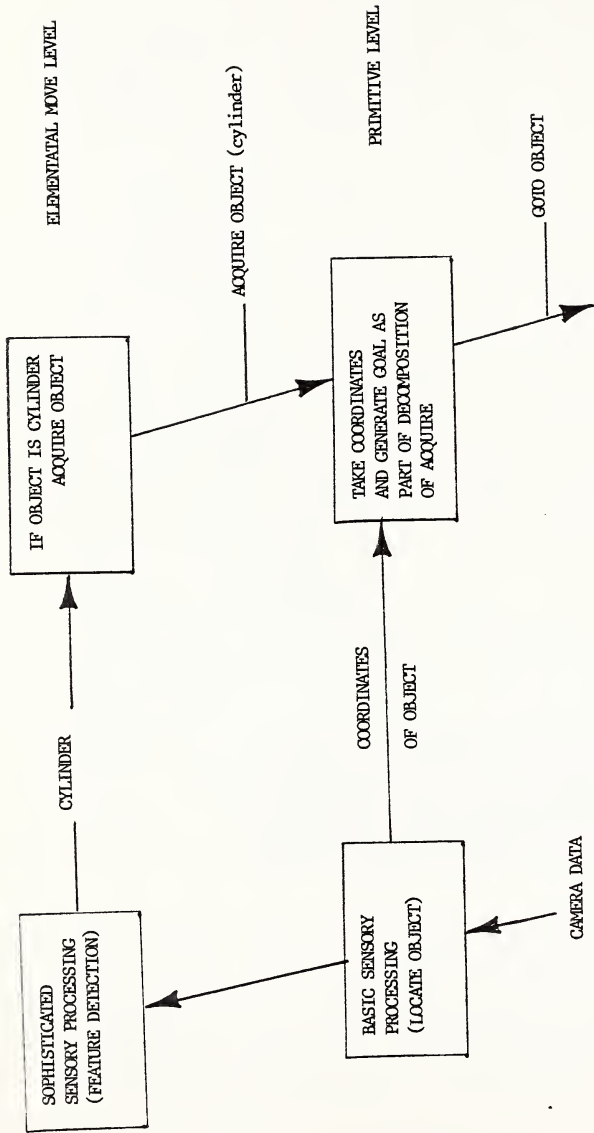 ELEMENTATAL MOVE LEVEL
SOPHISTICATED
SENSORY PROCESSING
(FEATURE DETECTION)
CYLINDER
IF OBJECT IS CYLINDER
ACQUIRE OBJECT
ACQUIRE OBJECT (cylinder)
PRIMITIVE LEVEL
BASIC SENSORY
PROCESSING
(LOCATE OBJECT)
COORDINATES
OF OBJECT
TAKE COORDINATES
AND GENERATE GOAL AS
PART OF DECOMPOSITION
OF ACQUIRE
CAMERA DATA
GOTO OBJECT